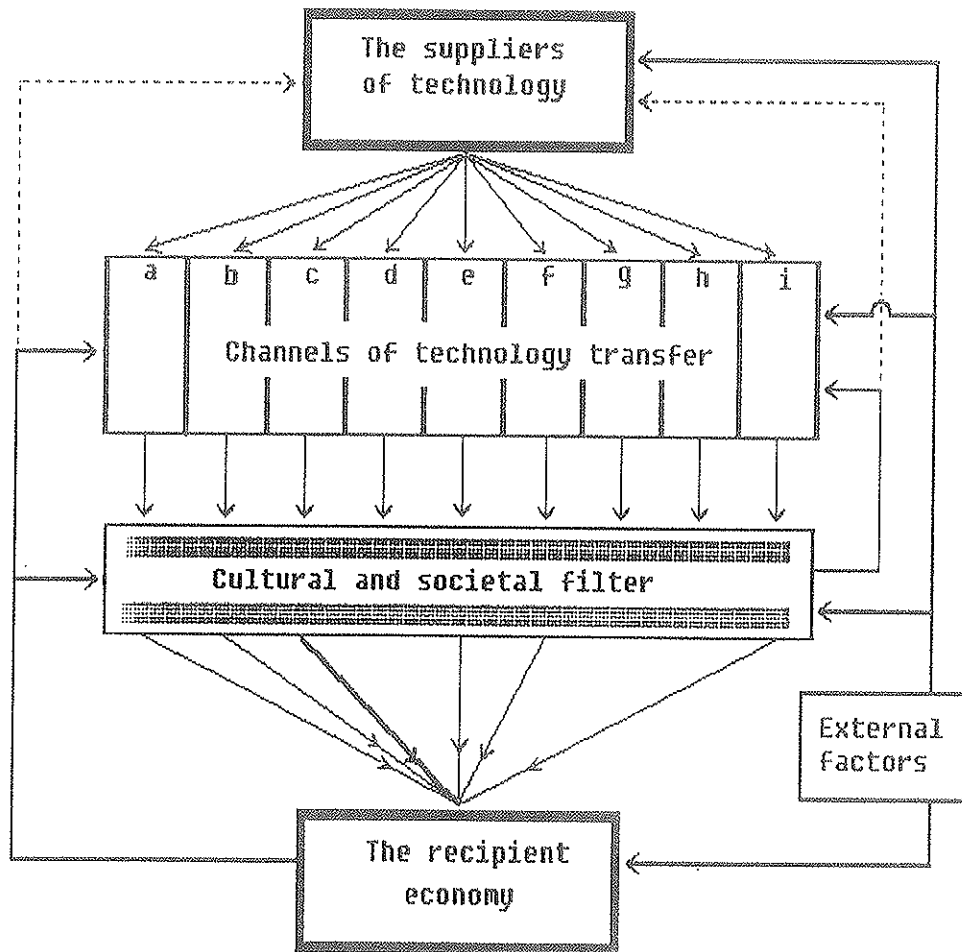 The suppliers
of technology
a b c d e f g h i
Channels of technology transfer
Cultural and societal filter
External
Factors
The recipient
economy